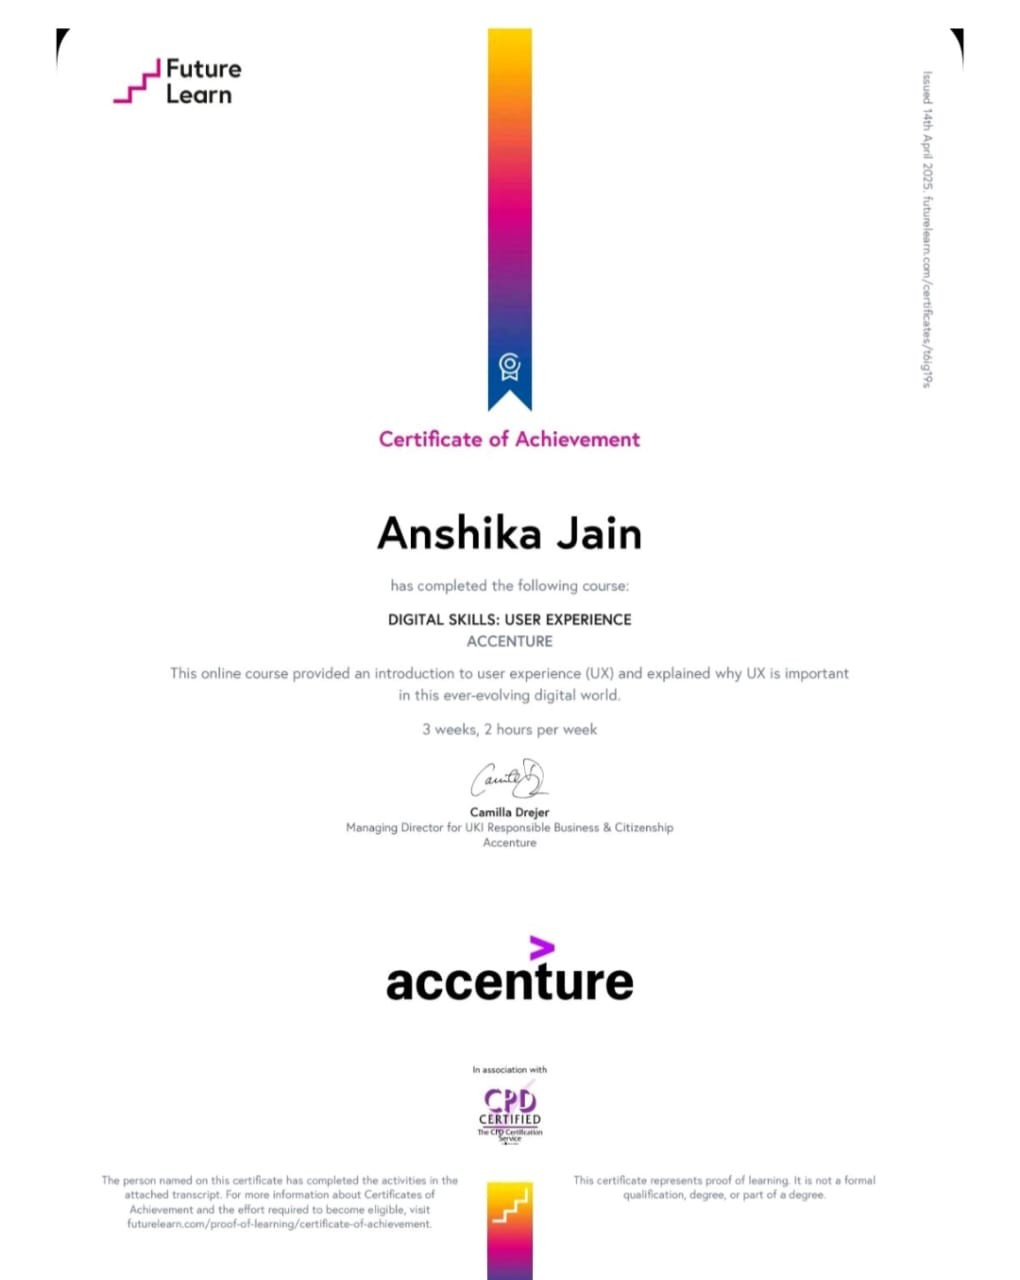 Future
Learn
Issued 14th April 2025. futurelearn.com/certificates/t6ig19s
Certificate of Achievement
Anshika Jain
has completed the following course:
DIGITAL SKILLS: USER EXPERIENCE
ACCENTURE
This online course provided an introduction to user experience (UX) and explained why UX is important
in this ever-evolving digital world.
3 weeks, 2 hours per week
Camilla Drejer
Managing Director for UKI Responsible Business & Citizenship
Accenture
accenture
In association with
CPD
CERTIFIED
The CPD Certification
Service
The person named on this certificate has completed the activities in the
attached transcript. For more information about Certificates of
Achievement and the effort required to become eligible, visit
futurelearn.com/proof-of-learning/certificate-of-achievement.
This certificate represents proof of learning. It is not a formal
qualification, degree, or part of a degree.